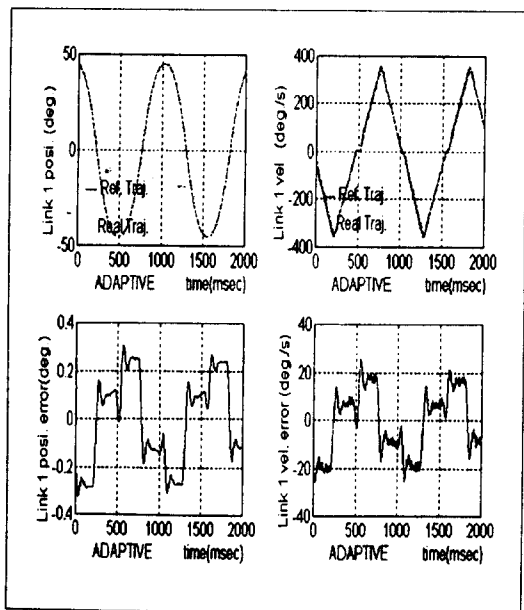 Link 1 posi. (deg.)
50
0
-50
Ref. Traj.
Real Traj.
0 500 1000 1500 2000
ADAPTIVE time(msec)
Link 1 vel. (deg./s)
400
200
0
-200
-400
Ref. Traj.
Real Traj.
0 500 1000 1500 2000
ADAPTIVE time(msec)
Link 1 posi. error(deg.)
0.4
0.2
0
-0.2
-0.4
0 500 1000 1500 2000
ADAPTIVE time(msec)
Link 1 vel. error (deg./s)
40
20
0
-20
-40
0 500 1000 1500 2000
ADAPTIVE time(msec)